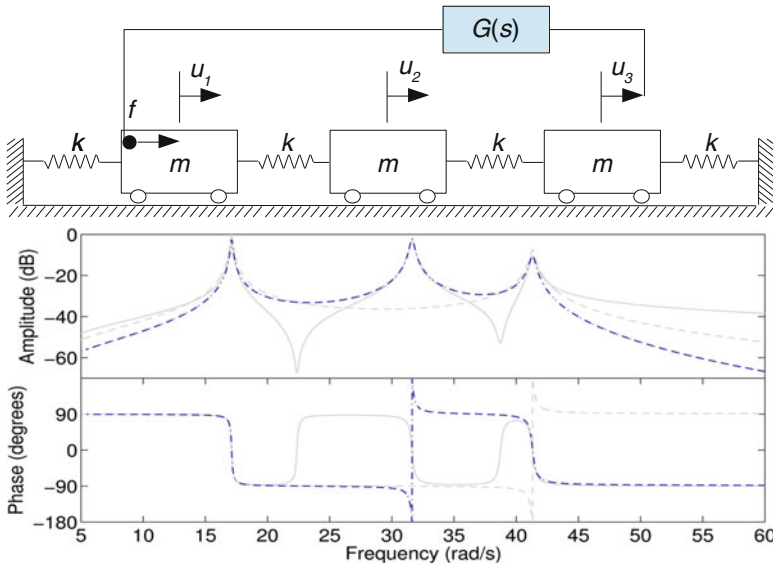 G(s)
u1 u2 u3
f
k k k k
m m m
0
−20
−40
−60
Amplitude (dB)
90
0
−90
−180
Phase (degrees)
5 10 15 20 25 30 35 40 45 50 55 60
Frequency (rad/s)